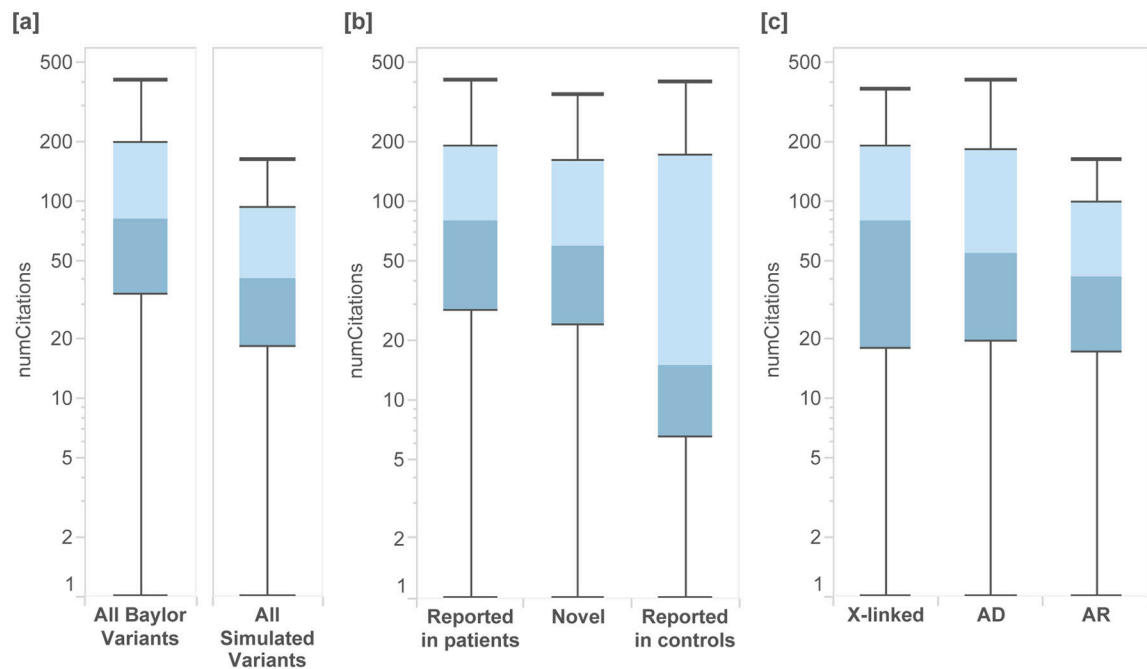 [a]
500
200
100
50
20
10
5
2
1
numCitations
All Baylor
Variants
All
Simulated
Variants
[b]
500
200
100
50
20
10
5
2
1
numCitations
Reported
in patients
Novel
Reported
in controls
[c]
500
200
100
50
20
10
5
2
1
numCitations
X-linked
AD
AR